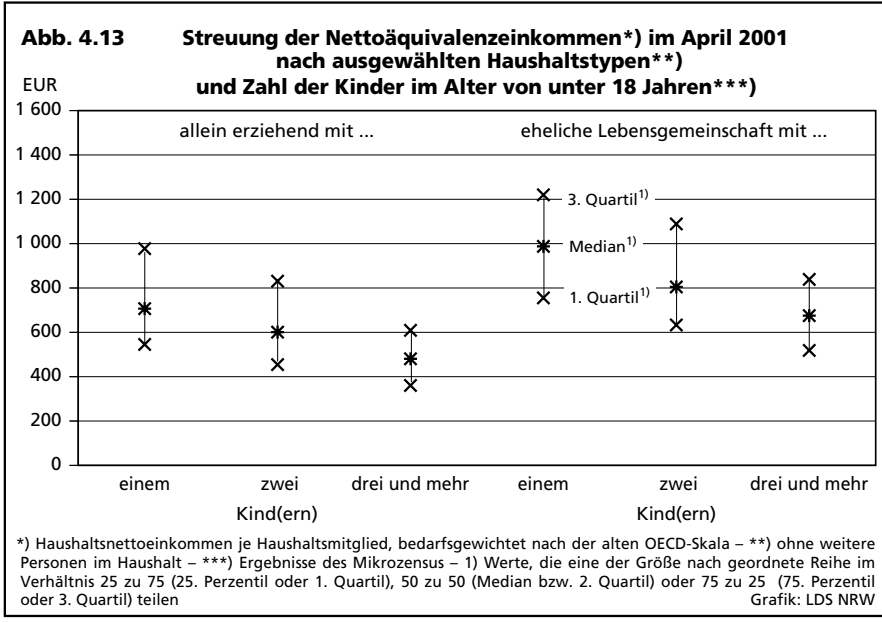 Abb. 4.13 Streuung der Nettoäquivalenzeinkommen*) im April 2001
nach ausgewählten Haushaltstypen**)
und Zahl der Kinder im Alter von unter 18 Jahren***)
EUR
1 600
allein erziehend mit ... eheliche Lebensgemeinschaft mit ...
1 400
1 200
3. Quartil1)
1 000
Median1)
800
1. Quartil1)
600
400
200
0
einem zwei drei und mehr einem zwei drei und mehr
Kind(ern) Kind(ern)
*) Haushaltsnettoeinkommen je Haushaltsmitglied, bedarfsgewichtet nach der alten OECD-Skala – **) ohne weitere
Personen im Haushalt – ***) Ergebnisse des Mikrozensus – 1) Werte, die eine der Größe nach geordnete Reihe im
Verhältnis 25 zu 75 (25. Perzentil oder 1. Quartil), 50 zu 50 (Median bzw. 2. Quartil) oder 75 zu 25 (75. Perzentil
oder 3. Quartil) teilen Grafik: LDS NRW